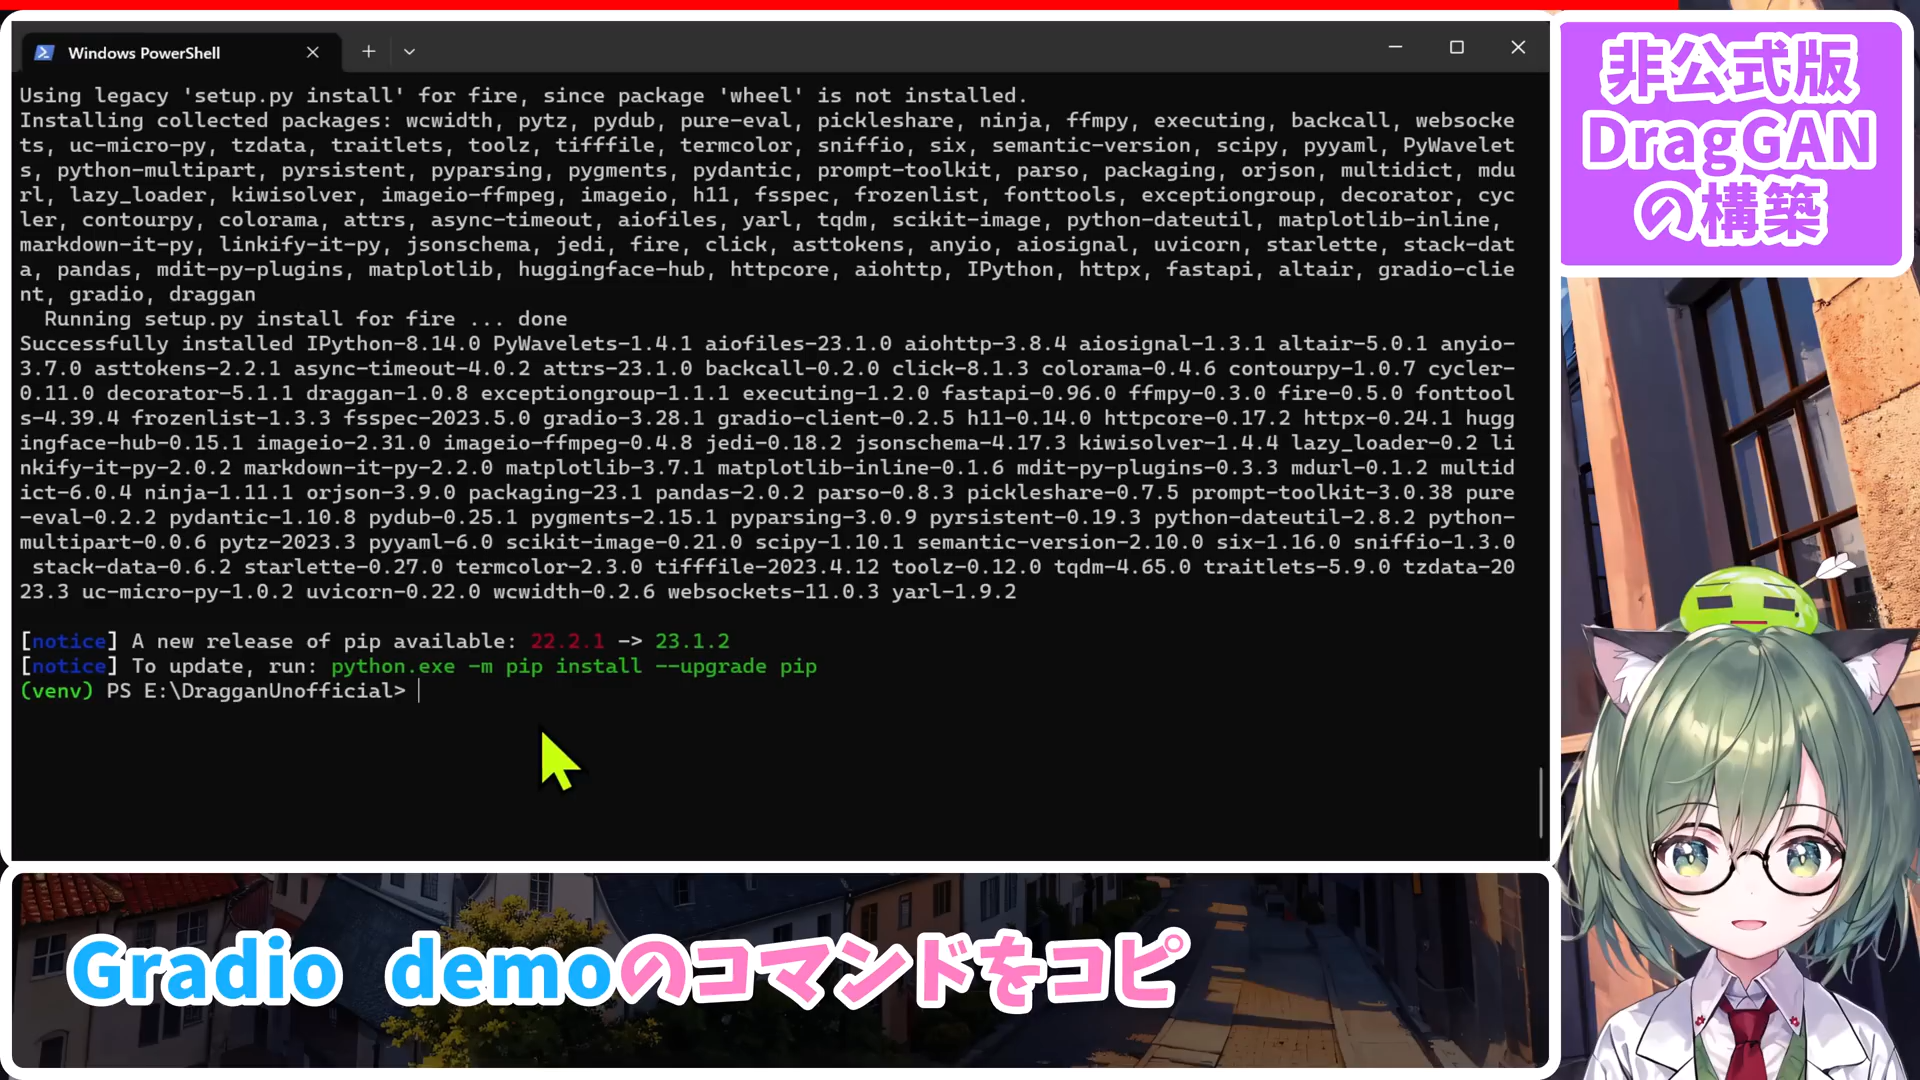 Windows PowerShell
Using legacy 'setup.py install' for fire, since package 'wheel' is not installed.
Installing collected packages: wcwidth, pytz, pydub, pure-eval, pickleshare, ninja, ffmpy, executing, backcall, websocke
ts, uc-micro-py, tzdata, traitlets, toolz, tifffile, termcolor, sniffio, six, semantic-version, scipy, pyyaml, PyWavelet
s, python-multipart, pyrsistent, pyparsing, pygments, pydantic, prompt-toolkit, parso, packaging, orjson, multidict, mdu
rl, lazy_loader, kiwisolver, imageio-ffmpeg, imageio, h11, fsspec, frozenlist, fonttools, exceptiongroup, decorator, cyc
ler, contourpy, colorama, attrs, async-timeout, aiofiles, yarl, tqdm, scikit-image, python-dateutil, matplotlib-inline,
markdown-it-py, linkify-it-py, jsonschema, jedi, fire, click, asttokens, anyio, aiosignal, uvicorn, starlette, stack-dat
a, pandas, mdit-py-plugins, matplotlib, huggingface-hub, httpcore, aiohttp, IPython, httpx, fastapi, altair, gradio-clie
nt, gradio, draggan
Running setup.py install for fire ... done
Successfully installed IPython-8.14.0 PyWavelets-1.4.1 aiofiles-23.1.0 aiohttp-3.8.4 aiosignal-1.3.1 altair-5.0.1 anyio-
3.7.0 asttokens-2.2.1 async-timeout-4.0.2 attrs-23.1.0 backcall-0.2.0 click-8.1.3 colorama-0.4.6 contourpy-1.0.7 cycler-
0.11.0 decorator-5.1.1 draggan-1.0.8 exceptiongroup-1.1.1 executing-1.2.0 fastapi-0.96.0 ffmpy-0.3.0 fire-0.5.0 fonttool
s-4.39.4 frozenlist-1.3.3 fsspec-2023.5.0 gradio-3.28.1 gradio-client-0.2.5 h11-0.14.0 httpcore-0.17.2 httpx-0.24.1 hugg
ingface-hub-0.15.1 imageio-2.31.0 imageio-ffmpeg-0.4.8 jedi-0.18.2 jsonschema-4.17.3 kiwisolver-1.4.4 lazy_loader-0.2 li
nkify-it-py-2.0.2 markdown-it-py-2.2.0 matplotlib-3.7.1 matplotlib-inline-0.1.6 mdit-py-plugins-0.3.3 mdurl-0.1.2 multid
ict-6.0.4 ninja-1.11.1 orjson-3.9.0 packaging-23.1 pandas-2.0.2 parso-0.8.3 pickleshare-0.7.5 prompt-toolkit-3.0.38 pure
-eval-0.2.2 pydantic-1.10.8 pydub-0.25.1 pygments-2.15.1 pyparsing-3.0.9 pyrsistent-0.19.3 python-dateutil-2.8.2 python-
multipart-0.0.6 pytz-2023.3 pyyaml-6.0 scikit-image-0.21.0 scipy-1.10.1 semantic-version-2.10.0 six-1.16.0 sniffio-1.3.0
stack-data-0.6.2 starlette-0.27.0 termcolor-2.3.0 tifffile-2023.4.12 toolz-0.12.0 tqdm-4.65.0 traitlets-5.9.0 tzdata-20
23.3 uc-micro-py-1.0.2 uvicorn-0.22.0 wcwidth-0.2.6 websockets-11.0.3 yarl-1.9.2
[notice] A new release of pip available: 22.2.1 -> 23.1.2
[notice] To update, run: python.exe -m pip install --upgrade pip
(venv) PS E:\DragganUnofficial>
非公式版
DragGAN
の構築
Gradio demoのコマンドをコピ